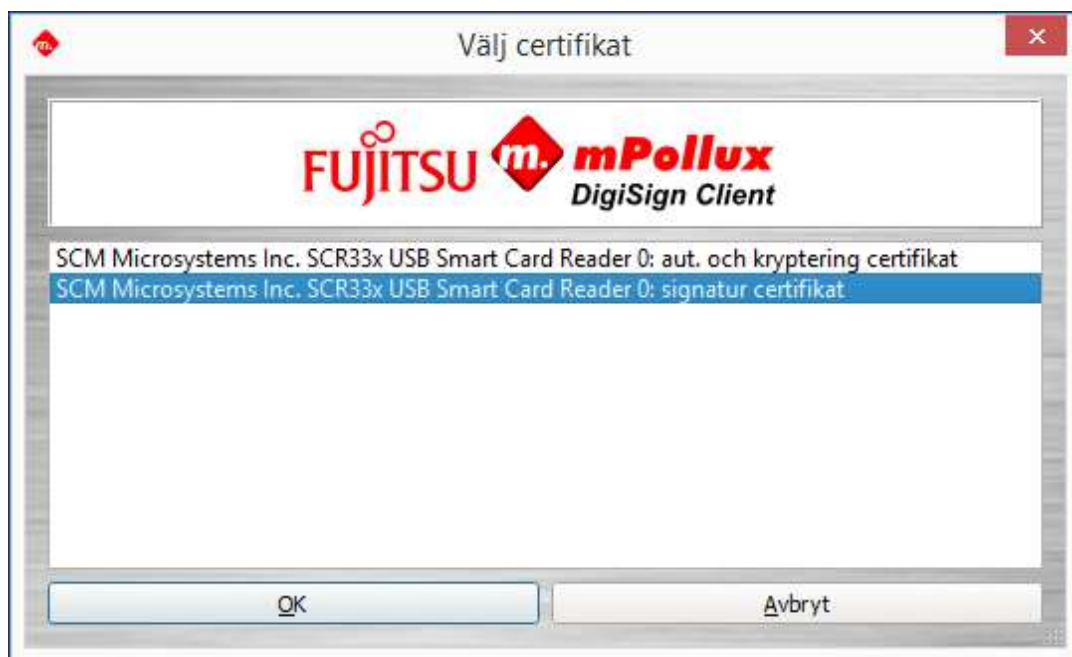 m.
Välj certifikat
FUJITSU m. mPollux
DigiSign Client
SCM Microsystems Inc. SCR33x USB Smart Card Reader 0: aut. och kryptering certifikat
SCM Microsystems Inc. SCR33x USB Smart Card Reader 0: signatur certifikat
OK Avbryt